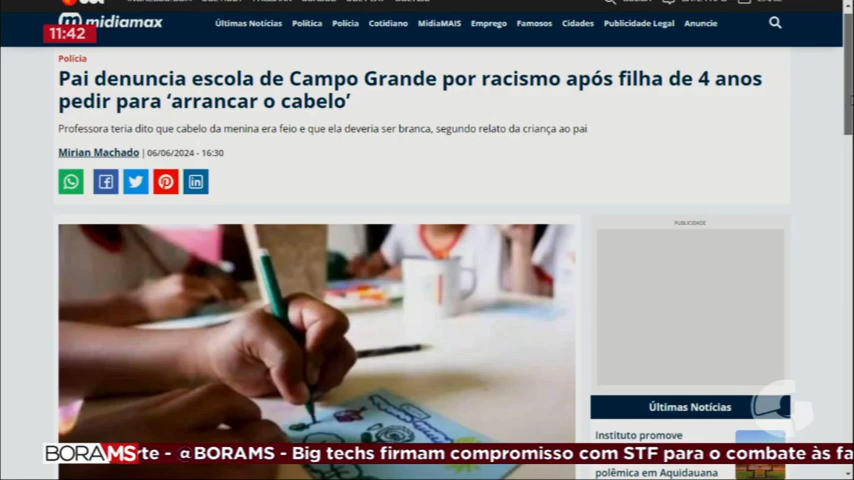 midiamax
Últimas Notícias Política Polícia Cotidiano MidiaMAIS Emprego Famosos Cidades Publicidade Legal Anuncie
11:42
Polícia
Pai denuncia escola de Campo Grande por racismo após filha de 4 anos
pedir para ‘arrancar o cabelo’
Professora teria dito que cabelo da menina era feio e que ela deveria ser branca, segundo relato da criança ao pai
Mirian Machado | 06/06/2024 - 16:30
PUBLICIDADE
Últimas Notícias
Instituto promove
BORAMS rte - @BORAMS - Big techs firmam compromisso com STF para o combate às fa
polêmica em Aquidauana